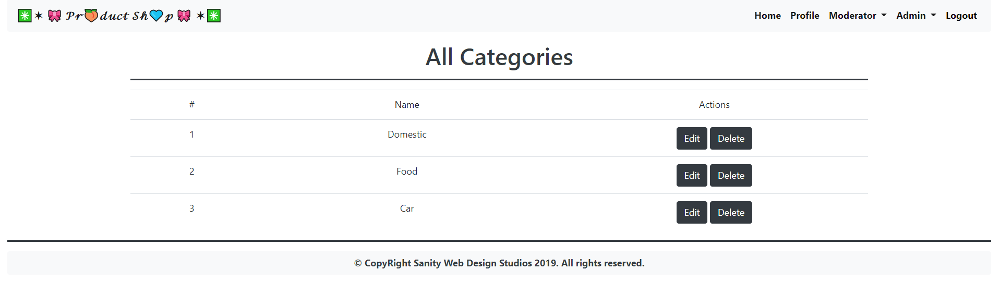 ✳️✶ 🎀 𝒫𝓇🍑𝒹𝓊𝒸𝓉 𝒮𝒽💙𝓅 🎀 ✶✳️ Home Profile Moderator Admin Logout
All Categories
# Name Actions
1 Domestic Edit Delete
2 Food Edit Delete
3 Car Edit Delete
© CopyRight Sanity Web Design Studios 2019. All rights reserved.